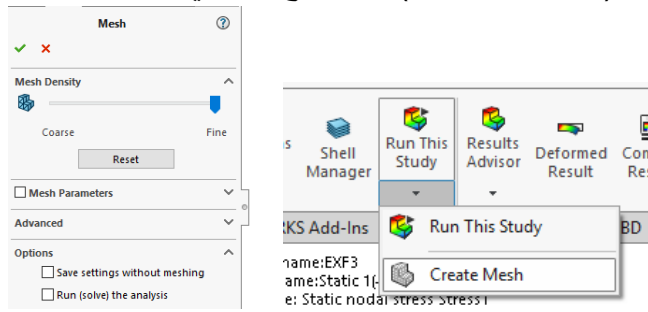 Mesh
Mesh Density
Coarse Fine
Reset
Mesh Parameters
Advanced
Options
Save settings without meshing
Run (solve) the analysis
Shell Manager
Run This Study
Results Advisor
Deformed Result
KS Add-Ins
BD
Run This Study
name:EXF3
Create Mesh
ame:Static 1(-
e: Static nodal stress Stress1